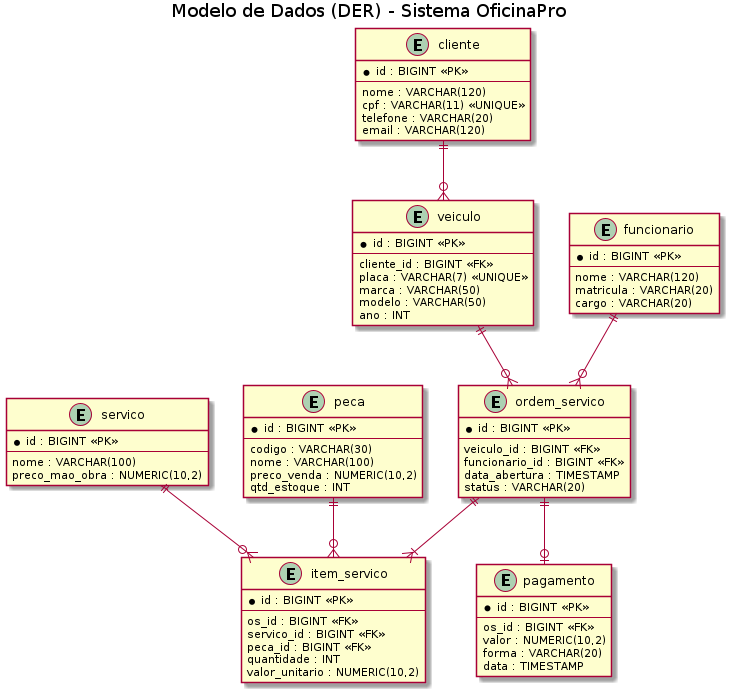 Modelo de Dados (DER) - Sistema OficinaPro
E cliente
id : BIGINT «PK»
nome : VARCHAR(120)
cpf : VARCHAR(11) «UNIQUE»
telefone : VARCHAR(20)
email : VARCHAR(120)
E veiculo
id : BIGINT «PK»
cliente_id : BIGINT «FK»
placa : VARCHAR(7) «UNIQUE»
marca : VARCHAR(50)
modelo : VARCHAR(50)
ano : INT
E funcionario
id : BIGINT «PK»
nome : VARCHAR(120)
matricula : VARCHAR(20)
cargo : VARCHAR(20)
E servico
id : BIGINT «PK»
nome : VARCHAR(100)
preco_mao_obra : NUMERIC(10,2)
E peca
id : BIGINT «PK»
codigo : VARCHAR(30)
nome : VARCHAR(100)
preco_venda : NUMERIC(10,2)
qtd_estoque : INT
E ordem_servico
id : BIGINT «PK»
veiculo_id : BIGINT «FK»
funcionario_id : BIGINT «FK»
data_abertura : TIMESTAMP
status : VARCHAR(20)
E item_servico
id : BIGINT «PK»
os_id : BIGINT «FK»
servico_id : BIGINT «FK»
peca_id : BIGINT «FK»
quantidade : INT
valor_unitario : NUMERIC(10,2)
E pagamento
id : BIGINT «PK»
os_id : BIGINT «FK»
valor : NUMERIC(10,2)
forma : VARCHAR(20)
data : TIMESTAMP